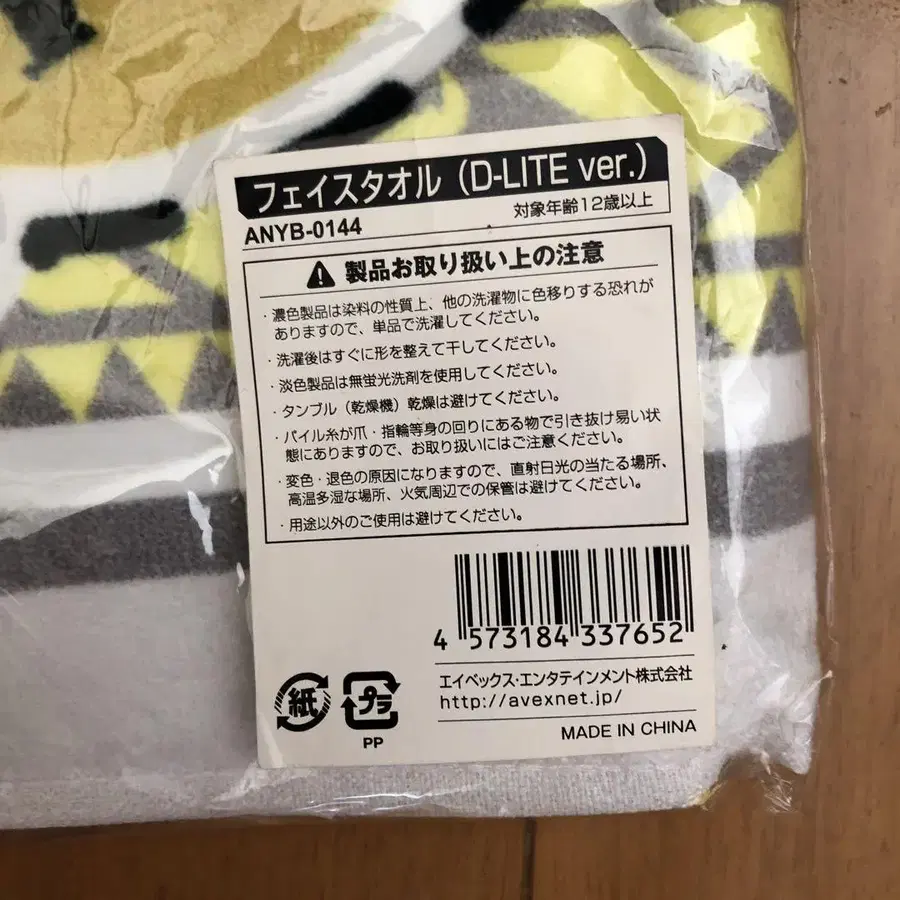 フェイスタオル（D-LITE ver.）
ANYB-0144
対象年齢12歳以上
製品お取り扱い上の注意
・濃色製品は染料の性質上、他の洗濯物に色移りする恐れが
ありますので、単品で洗濯してください。
・洗濯後はすぐに形を整えて干してください。
・淡色製品は無蛍光洗剤を使用してください。
・タンブル（乾燥機）乾燥は避けてください。
・パイル糸が爪・指輪等身の回りにある物で引き抜け易い状
態にありますので、お取り扱いにはご注意ください。
・変色・退色の原因になりますので、直射日光の当たる場所、
高温多湿な場所、火気周辺での保管は避けてください。
・用途以外のご使用は避けてください。
4 573184 337652
エイベックス・エンタテインメント株式会社
http://avexnet.jp/
紙
プラ
PP
MADE IN CHINA